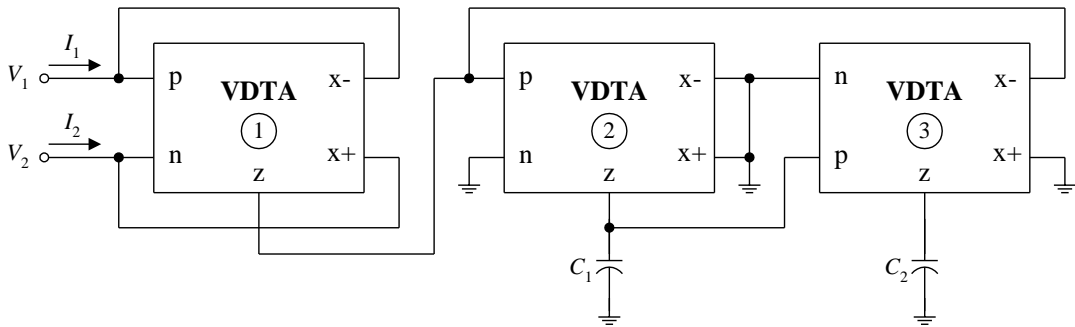 I1
V1
p
x-
VDTA
1
I2
V2
n
x+
z
p
x-
VDTA
2
n
x+
z
C1
n
x-
VDTA
3
p
x+
z
C2